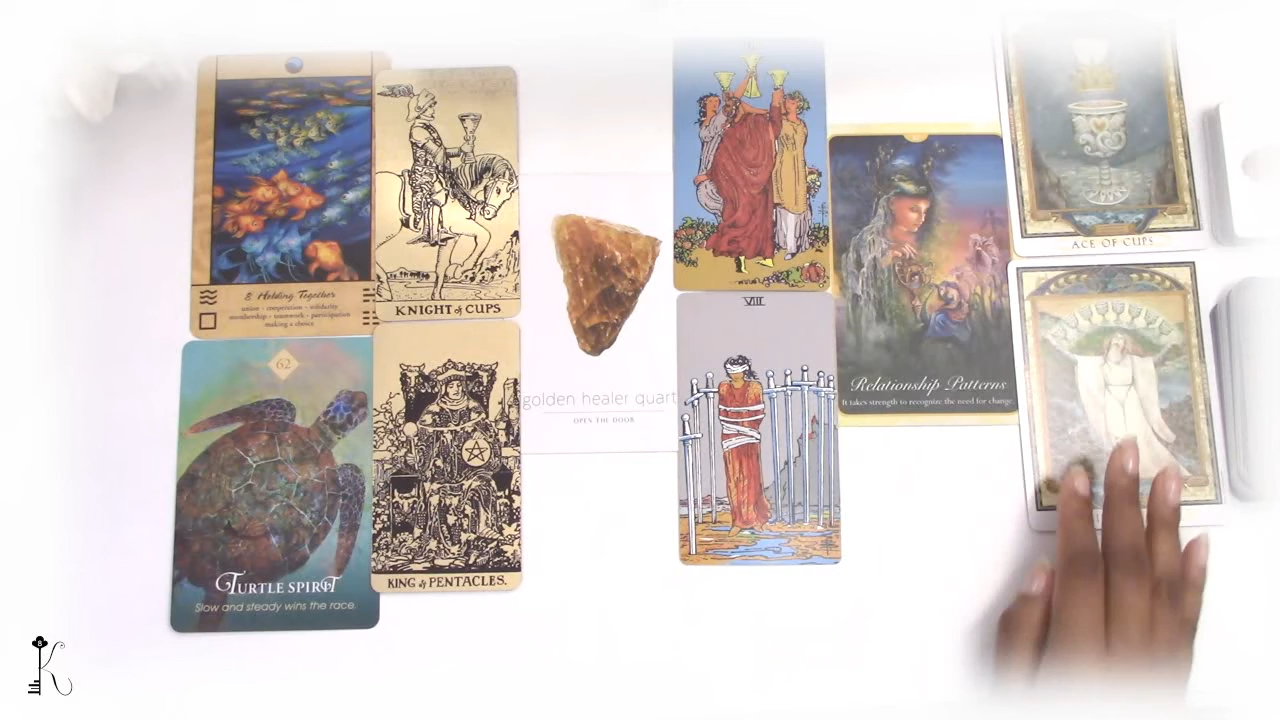 8 Holding Together
union • cooperation • solidarity
membership • teamwork • participation
making a choice
KNIGHT of CUPS
62
TURTLE SPIRIT
Slow and steady wins the race.
KING of PENTACLES.
golden healer quart
OPEN THE DOOR
VIII
Relationship Patterns
It takes strength to recognize the need for change.
ACE OF CUPS
K